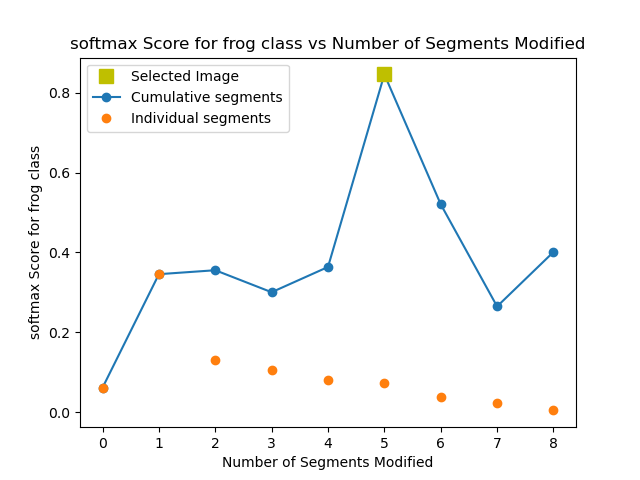 softmax Score for frog class vs Number of Segments Modified
Selected Image
Cumulative segments
Individual segments
softmax Score for frog class
0.8
0.6
0.4
0.2
0.0
0 1 2 3 4 5 6 7 8
Number of Segments Modified